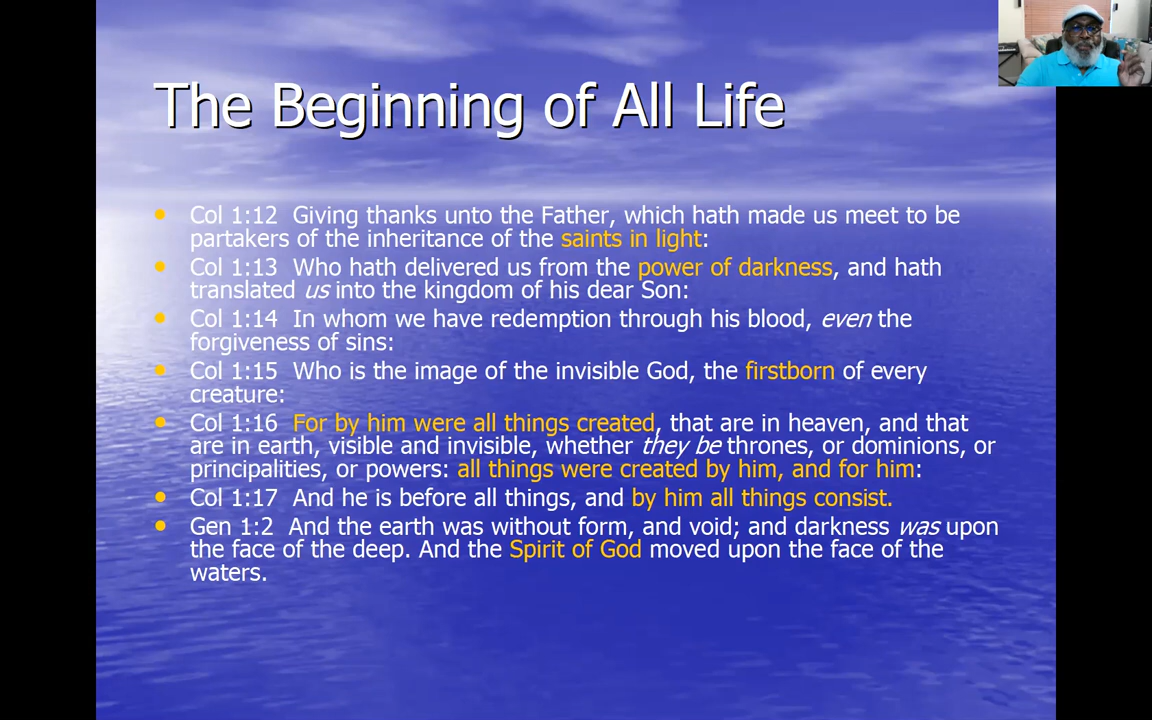 The Beginning of All Life
Col 1:12 Giving thanks unto the Father, which hath made us meet to be
partakers of the inheritance of the saints in light:
Col 1:13 Who hath delivered us from the power of darkness, and hath
translated us into the kingdom of his dear Son:
Col 1:14 In whom we have redemption through his blood, even the
forgiveness of sins:
Col 1:15 Who is the image of the invisible God, the firstborn of every
creature:
Col 1:16 For by him were all things created, that are in heaven, and that
are in earth, visible and invisible, whether they be thrones, or dominions, or
principalities, or powers: all things were created by him, and for him:
Col 1:17 And he is before all things, and by him all things consist.
Gen 1:2 And the earth was without form, and void; and darkness was upon
the face of the deep. And the Spirit of God moved upon the face of the
waters.